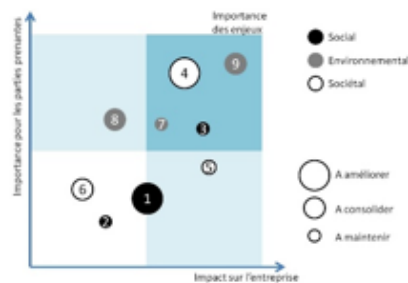 Importance
des enjeux
Importance pour les parties prenantes
4
9
8
7
3
5
6
1
2
Impact sur l'entreprise
Social
Environnemental
Sociétal
A améliorer
A consolider
A maintenir